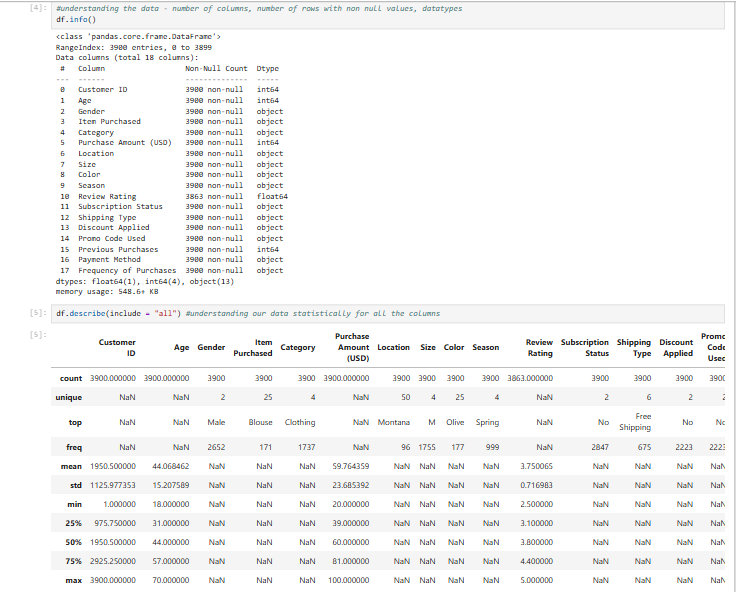 [4]: #understanding the data - number of columns, number of rows with non null values, datatypes
df.info()
<class 'pandas.core.frame.DataFrame'>
RangeIndex: 3900 entries, 0 to 3899
Data columns (total 18 columns):
# Column Non-Null Count Dtype
--- ------ -------------- -----
0 Customer ID 3900 non-null int64
1 Age 3900 non-null int64
2 Gender 3900 non-null object
3 Item Purchased 3900 non-null object
4 Category 3900 non-null object
5 Purchase Amount (USD) 3900 non-null int64
6 Location 3900 non-null object
7 Size 3900 non-null object
8 Color 3900 non-null object
9 Season 3900 non-null object
10 Review Rating 3863 non-null float64
11 Subscription Status 3900 non-null object
12 Shipping Type 3900 non-null object
13 Discount Applied 3900 non-null object
14 Promo Code Used 3900 non-null object
15 Previous Purchases 3900 non-null int64
16 Payment Method 3900 non-null object
17 Frequency of Purchases 3900 non-null object
dtypes: float64(1), int64(4), object(13)
memory usage: 548.6+ KB
[5]: df.describe(include = "all") #understanding our data statistically for all the columns
[5]:
Customer ID Age Gender Item Purchased Category Purchase Amount (USD) Location Size Color Season Review Rating Subscription Status Shipping Type Discount Applied Promo Code Used
count 3900.000000 3900.000000 3900 3900 3900 3900.000000 3900 3900 3900 3900 3863.000000 3900 3900 3900 3900
unique NaN NaN 2 25 4 NaN 50 4 25 4 NaN 2 6 2
top NaN NaN Male Blouse Clothing NaN Montana M Olive Spring NaN No Free Shipping No No
freq NaN NaN 2652 171 1737 NaN 96 1755 177 999 NaN 2847 675 2223 2223
mean 1950.500000 44.068462 NaN NaN NaN 59.764359 NaN NaN NaN NaN 3.750065 NaN NaN NaN NaN
std 1125.977353 15.207589 NaN NaN NaN 23.685392 NaN NaN NaN NaN 0.716983 NaN NaN NaN NaN
min 1.000000 18.000000 NaN NaN NaN 20.000000 NaN NaN NaN NaN 2.500000 NaN NaN NaN NaN
25% 975.750000 31.000000 NaN NaN NaN 39.000000 NaN NaN NaN NaN 3.100000 NaN NaN NaN NaN
50% 1950.500000 44.000000 NaN NaN NaN 60.000000 NaN NaN NaN NaN 3.800000 NaN NaN NaN NaN
75% 2925.250000 57.000000 NaN NaN NaN 81.000000 NaN NaN NaN NaN 4.400000 NaN NaN NaN NaN
max 3900.000000 70.000000 NaN NaN NaN 100.000000 NaN NaN NaN NaN 5.000000 NaN NaN NaN NaN